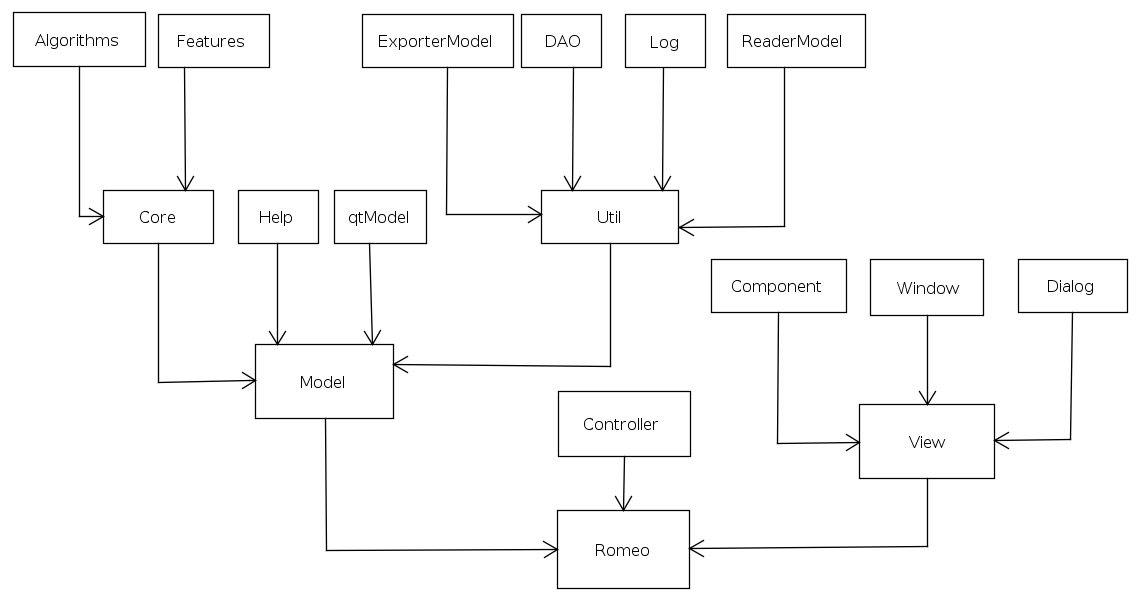 Algorithms
Features
ExporterModel
DAO
Log
ReaderModel
Core
Help
qtModel
Util
Component
Window
Dialog
Model
Controller
View
Romeo